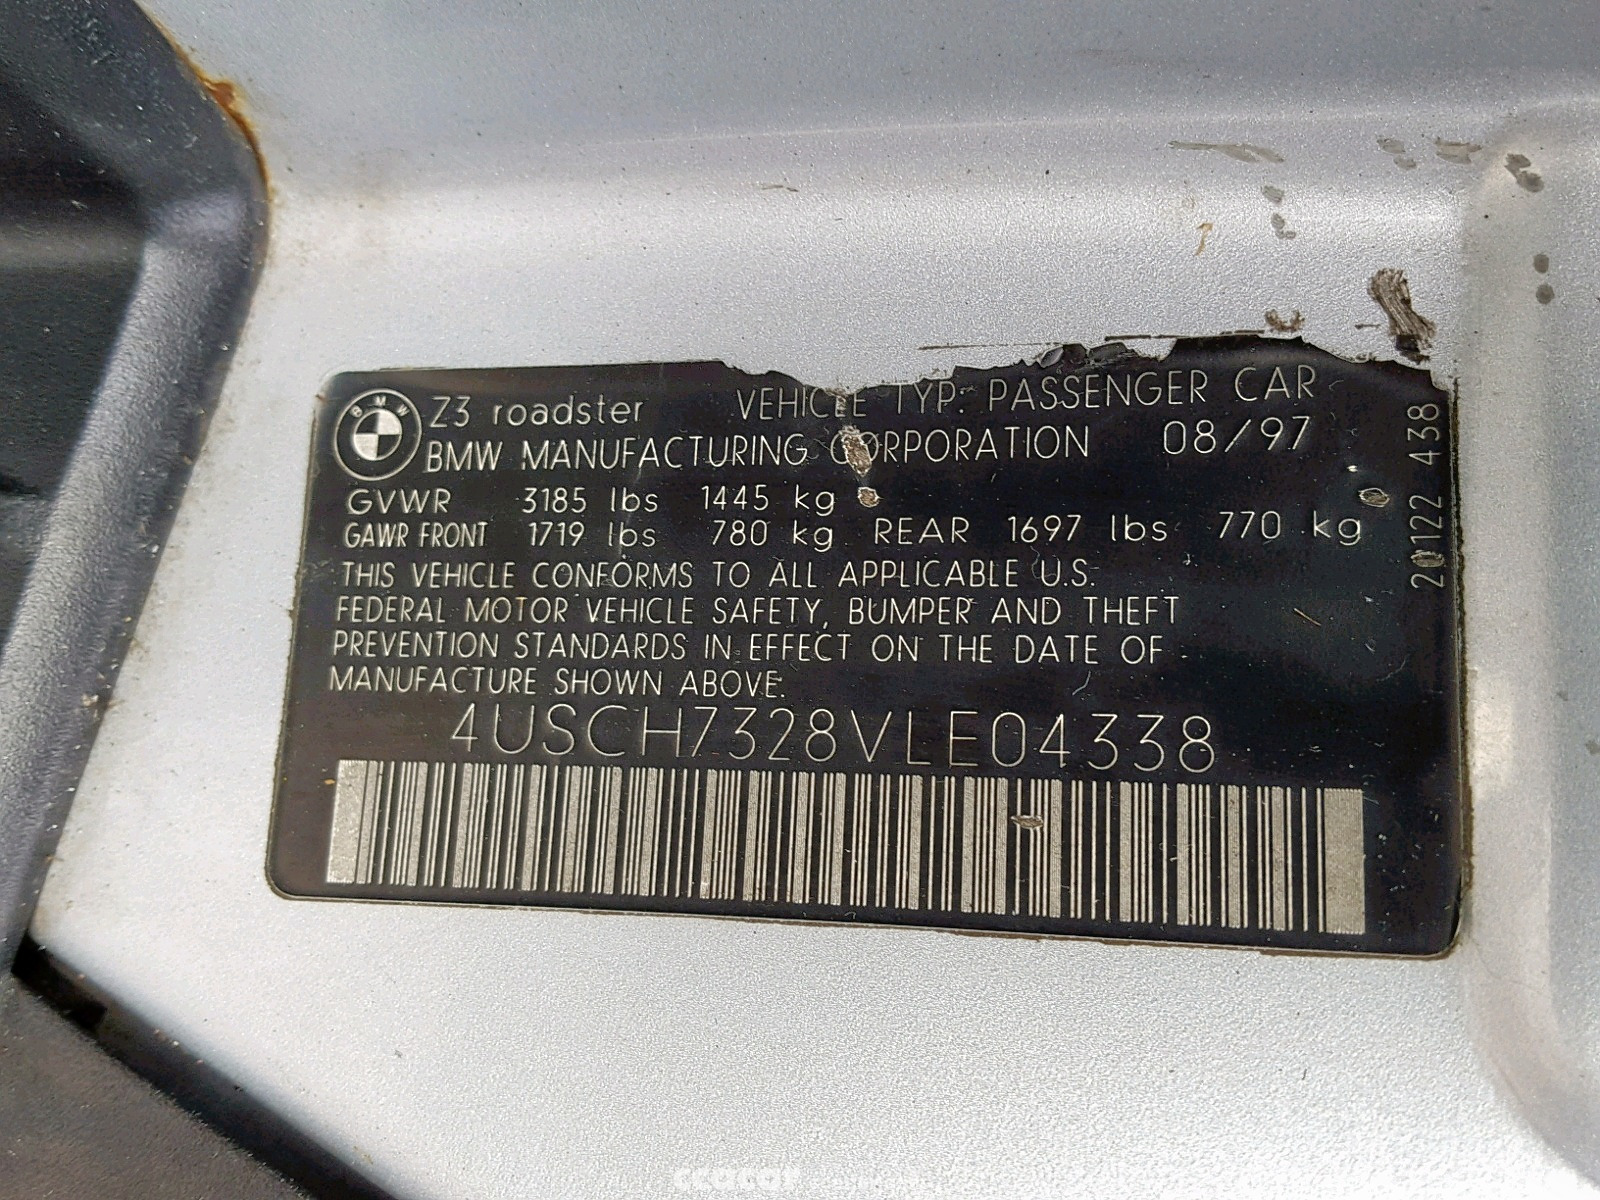 BMW
Z3 roadster VEHICLE TYP: PASSENGER CAR
BMW MANUFACTURING CORPORATION 08/97
GVWR 3185 lbs 1445 kg
GAWR FRONT 1719 lbs 780 kg REAR 1697 lbs 770 kg
THIS VEHICLE CONFORMS TO ALL APPLICABLE U.S.
FEDERAL MOTOR VEHICLE SAFETY, BUMPER AND THEFT
PREVENTION STANDARDS IN EFFECT ON THE DATE OF
MANUFACTURE SHOWN ABOVE.
4USCH7328VLE04338
20122 438